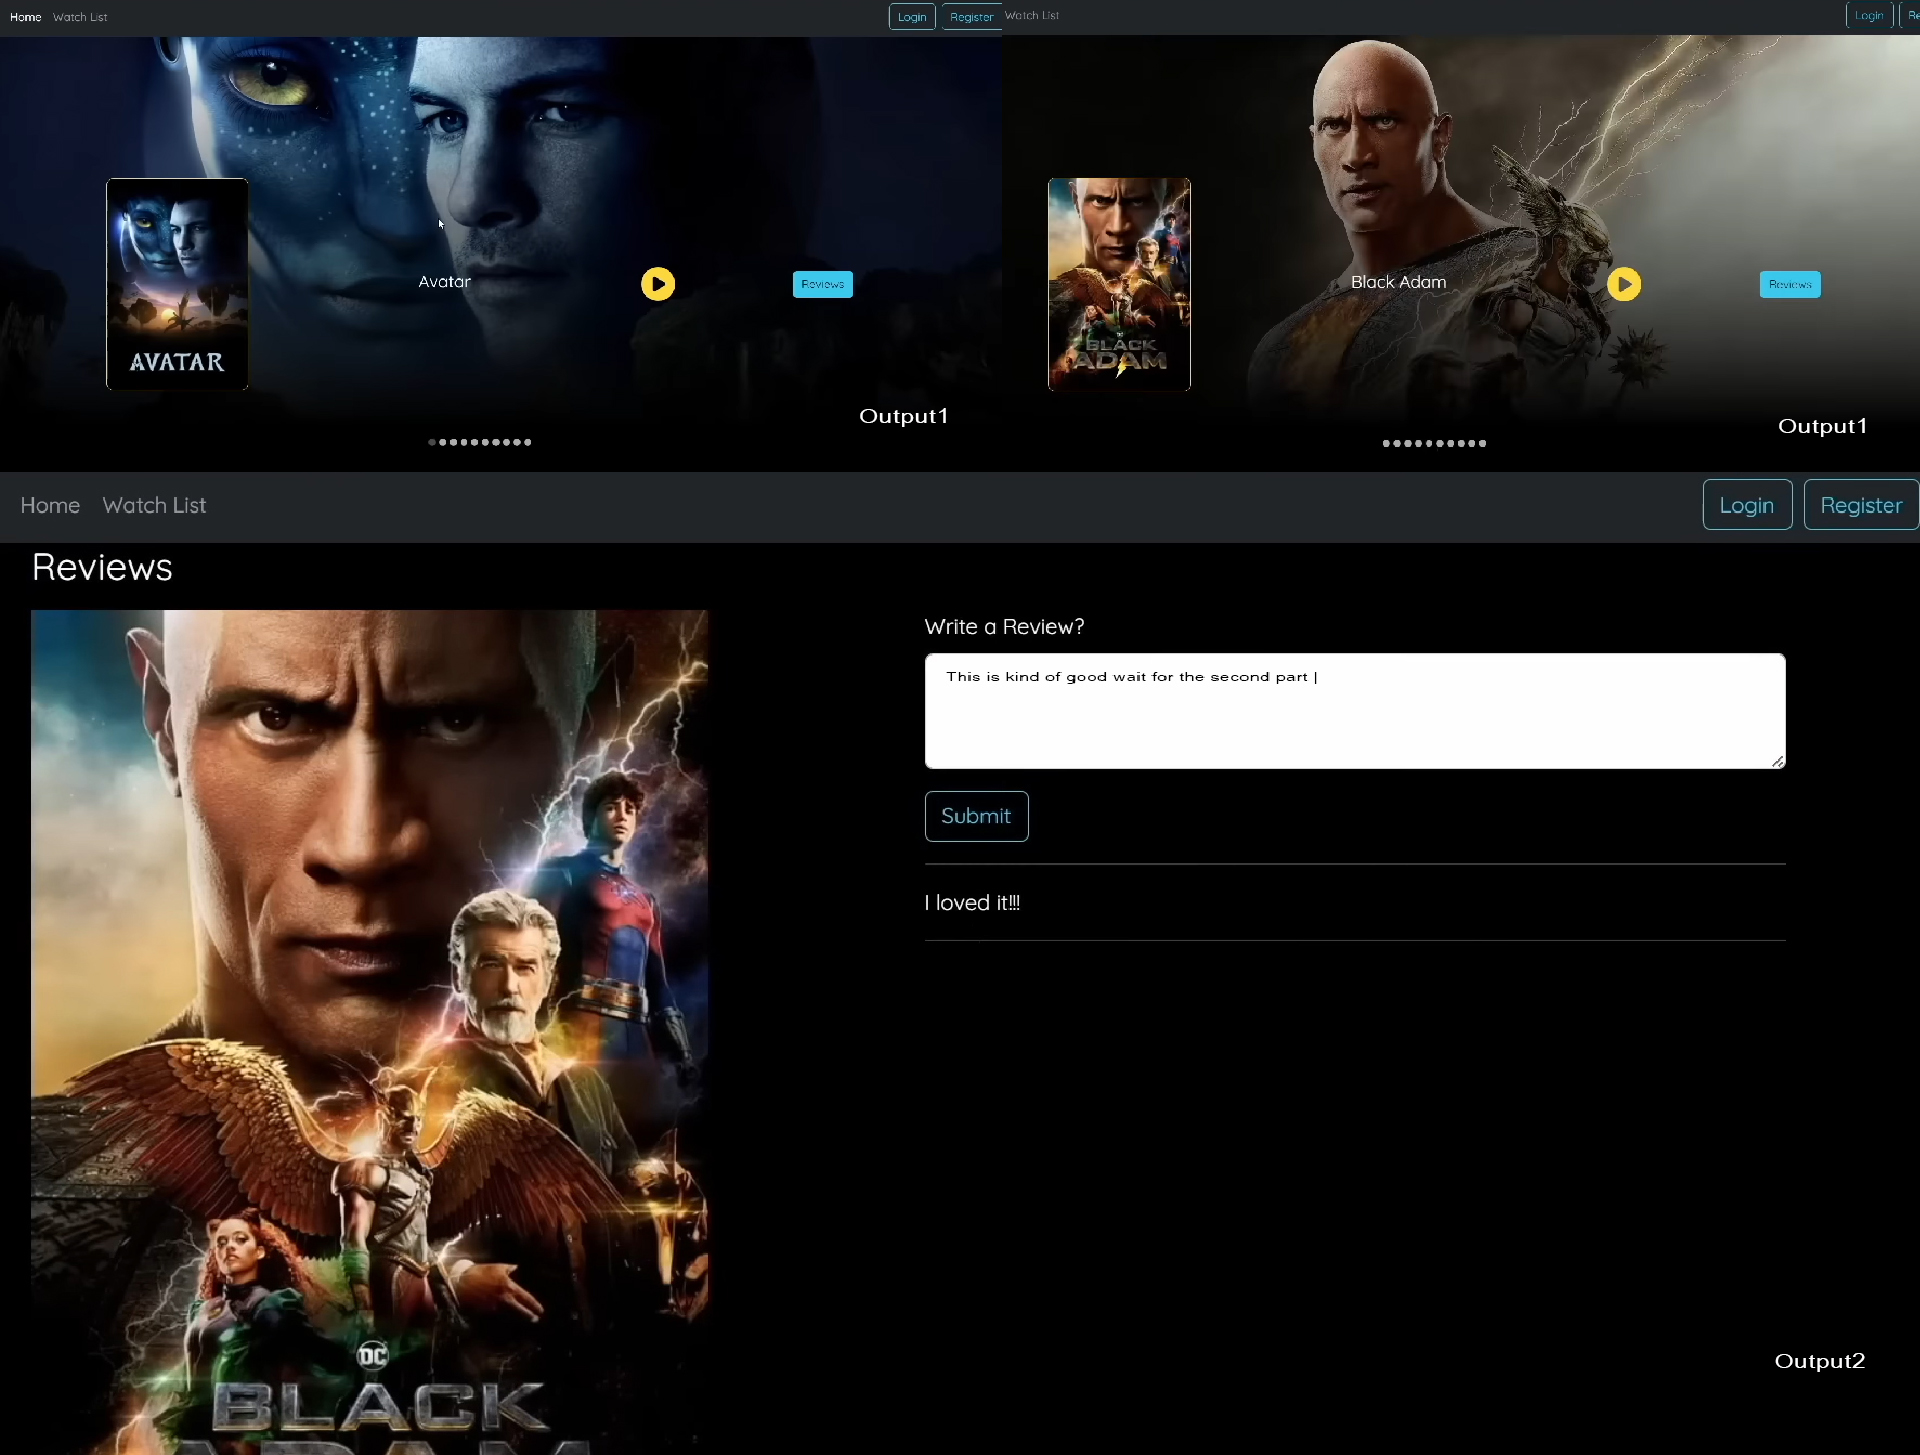 Home Watch List Login Register
Avatar Reviews
AVATAR
Output1
Watch List Login Re
Black Adam Reviews
BLACK
ADAM
Output1
Home Watch List Login Register
Reviews
Write a Review?
This is kind of good wait for the second part
Submit
I loved it!!!
DC
BLACK
ADAM
Output2